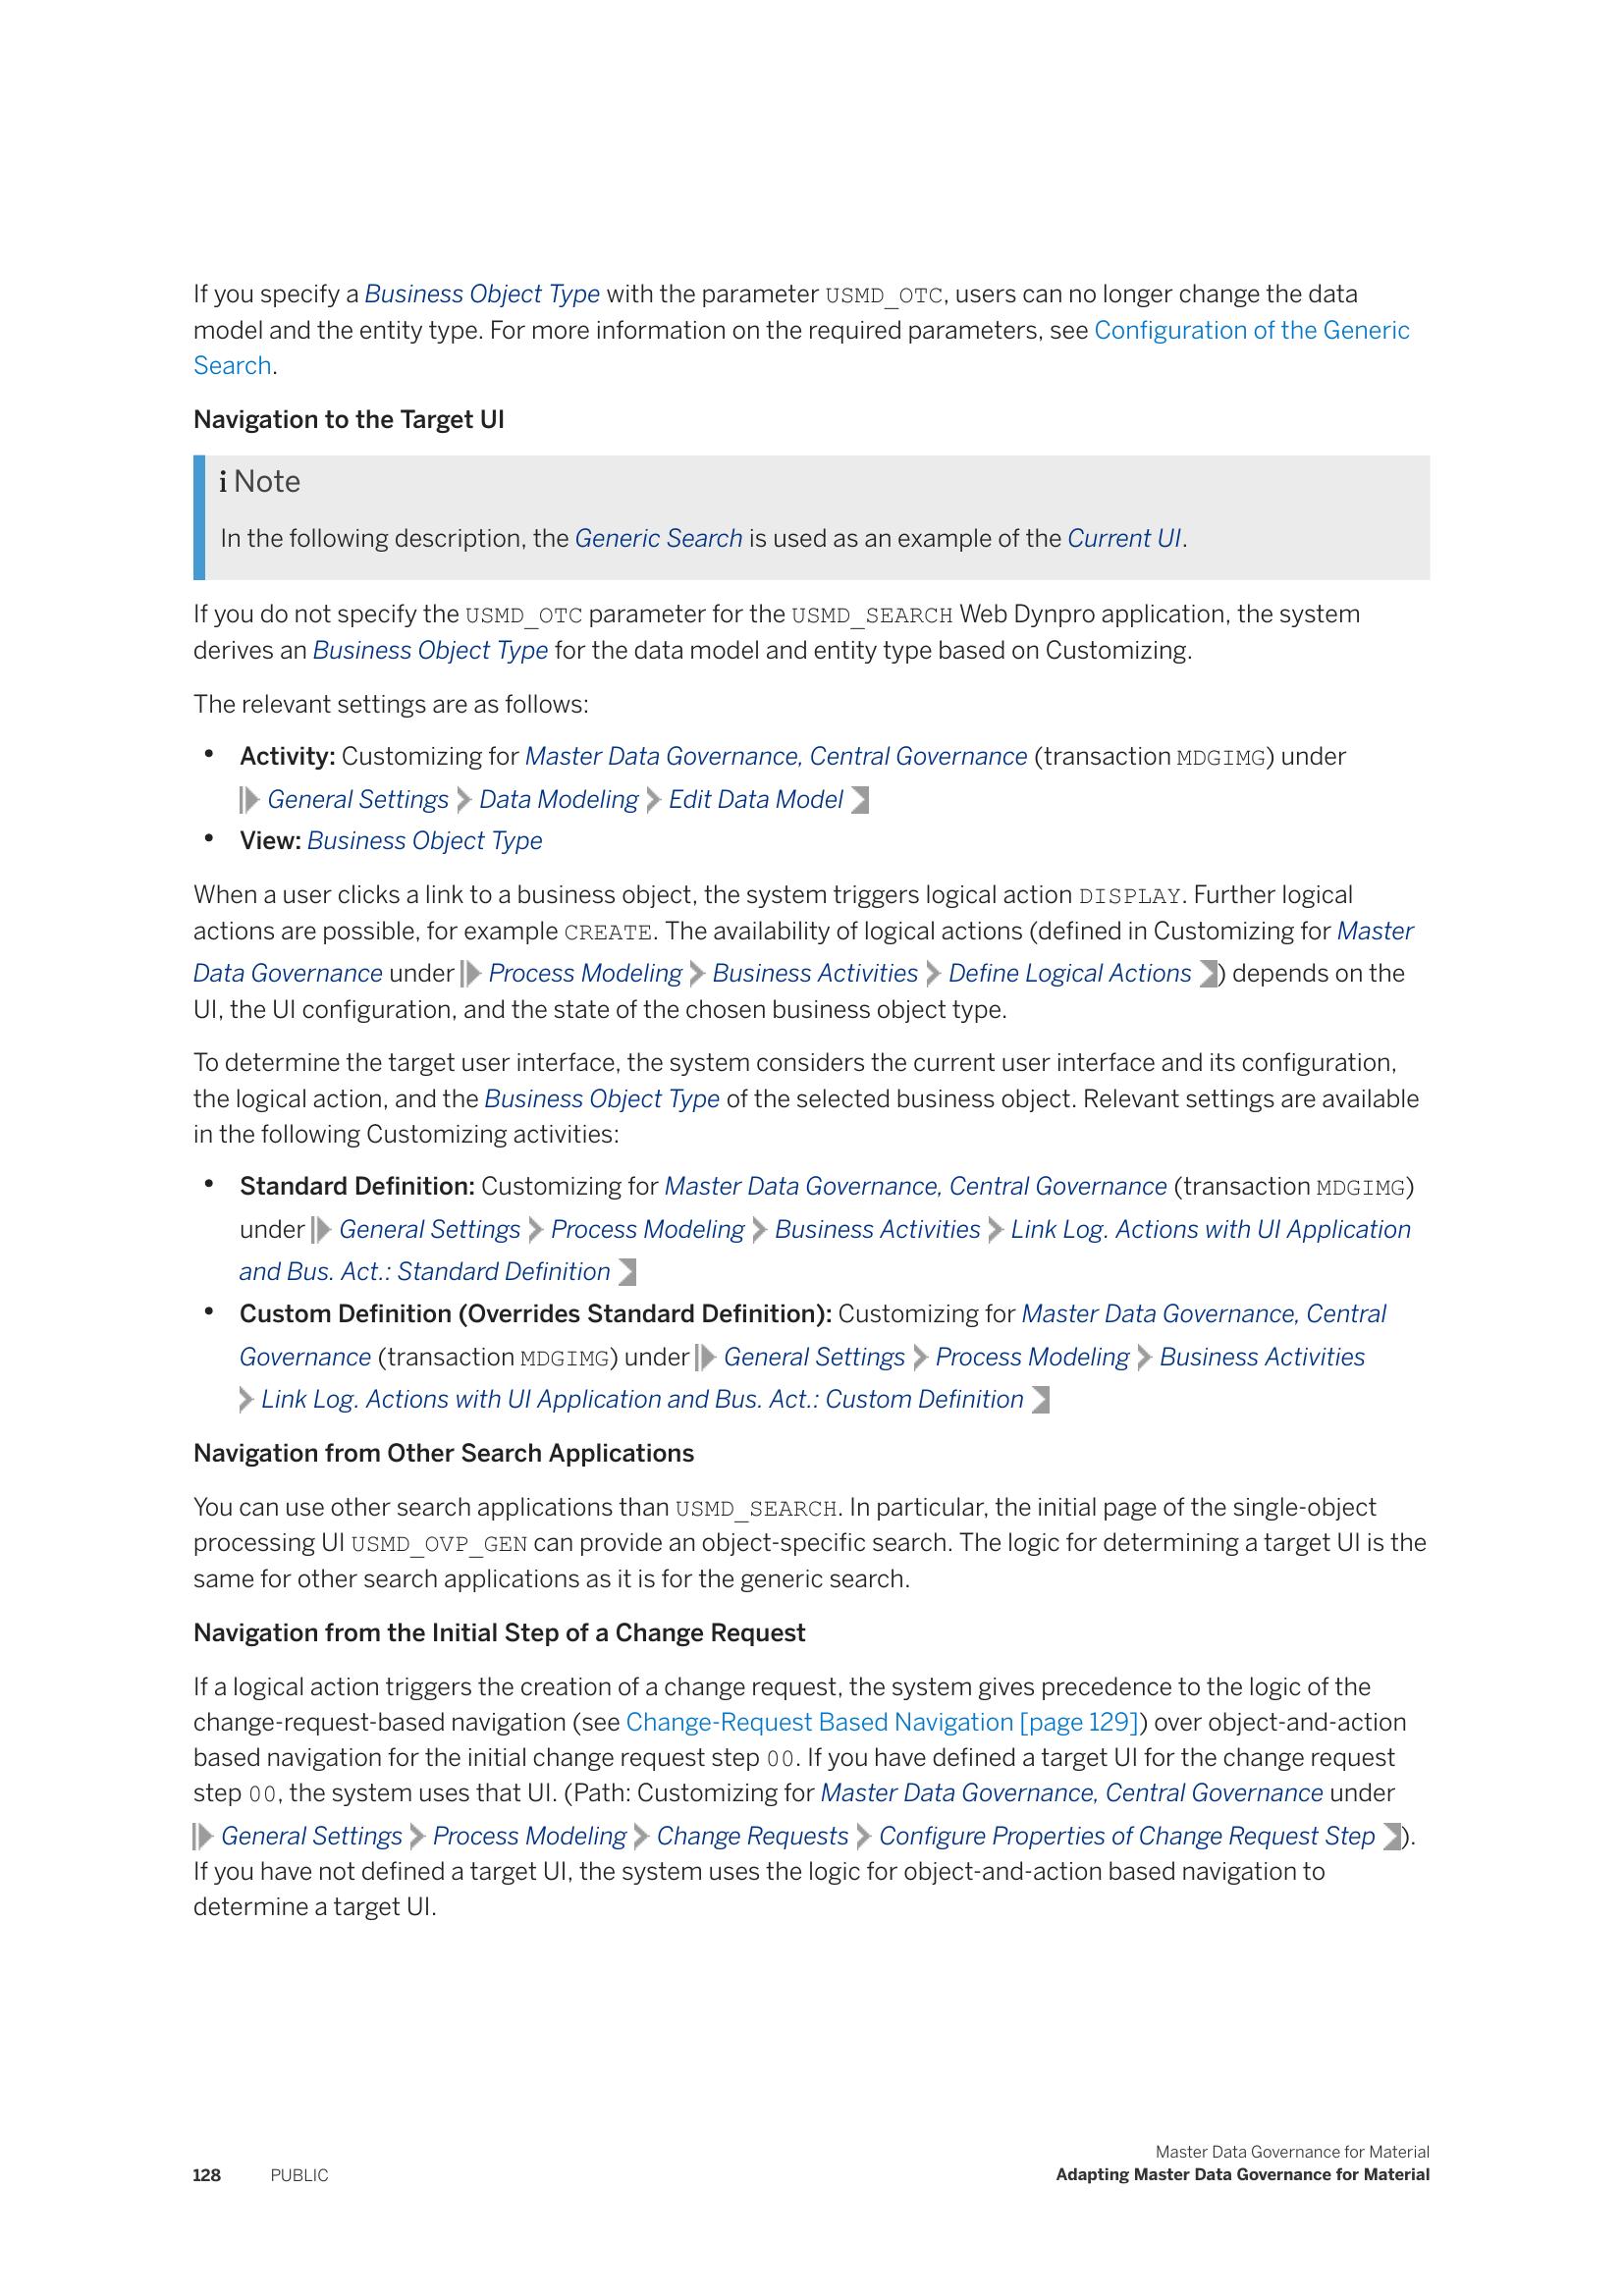 If you specify a Business Object Type with the parameter USMD_OTC, users can no longer change the data
model and the entity type. For more information on the required parameters, see Configuration of the Generic
Search.
Navigation to the Target UI
i Note
In the following description, the Generic Search is used as an example of the Current UI.
If you do not specify the USMD_OTC parameter for the USMD_SEARCH Web Dynpro application, the system
derives an Business Object Type for the data model and entity type based on Customizing.
The relevant settings are as follows:
• Activity: Customizing for Master Data Governance, Central Governance (transaction MDGIMG) under
General Settings > Data Modeling > Edit Data Model
• View: Business Object Type
When a user clicks a link to a business object, the system triggers logical action DISPLAY. Further logical
actions are possible, for example CREATE. The availability of logical actions (defined in Customizing for Master
Data Governance under Process Modeling > Business Activities > Define Logical Actions ) depends on the
UI, the UI configuration, and the state of the chosen business object type.
To determine the target user interface, the system considers the current user interface and its configuration,
the logical action, and the Business Object Type of the selected business object. Relevant settings are available
in the following Customizing activities:
• Standard Definition: Customizing for Master Data Governance, Central Governance (transaction MDGIMG)
under General Settings > Process Modeling > Business Activities > Link Log. Actions with UI Application
and Bus. Act.: Standard Definition
• Custom Definition (Overrides Standard Definition): Customizing for Master Data Governance, Central
Governance (transaction MDGIMG) under General Settings > Process Modeling > Business Activities
> Link Log. Actions with UI Application and Bus. Act.: Custom Definition
Navigation from Other Search Applications
You can use other search applications than USMD_SEARCH. In particular, the initial page of the single-object
processing UI USMD_OVP_GEN can provide an object-specific search. The logic for determining a target UI is the
same for other search applications as it is for the generic search.
Navigation from the Initial Step of a Change Request
If a logical action triggers the creation of a change request, the system gives precedence to the logic of the
change-request-based navigation (see Change-Request Based Navigation [page 129]) over object-and-action
based navigation for the initial change request step 00. If you have defined a target UI for the change request
step 00, the system uses that UI. (Path: Customizing for Master Data Governance, Central Governance under
General Settings > Process Modeling > Change Requests > Configure Properties of Change Request Step ).
If you have not defined a target UI, the system uses the logic for object-and-action based navigation to
determine a target UI.
Master Data Governance for Material
128 PUBLIC Adapting Master Data Governance for Material